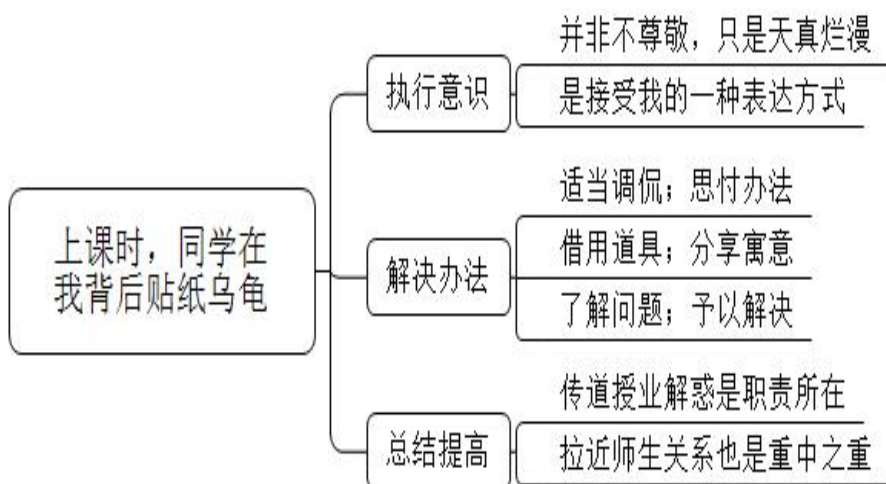 上课时，同学在
我背后贴纸乌龟
执行意识
并非不尊敬，只是天真烂漫
是接受我的一种表达方式
解决办法
适当调侃；思忖办法
借用道具；分享寓意
了解问题；予以解决
总结提高
传道授业解惑是职责所在
拉近师生关系也是重中之重